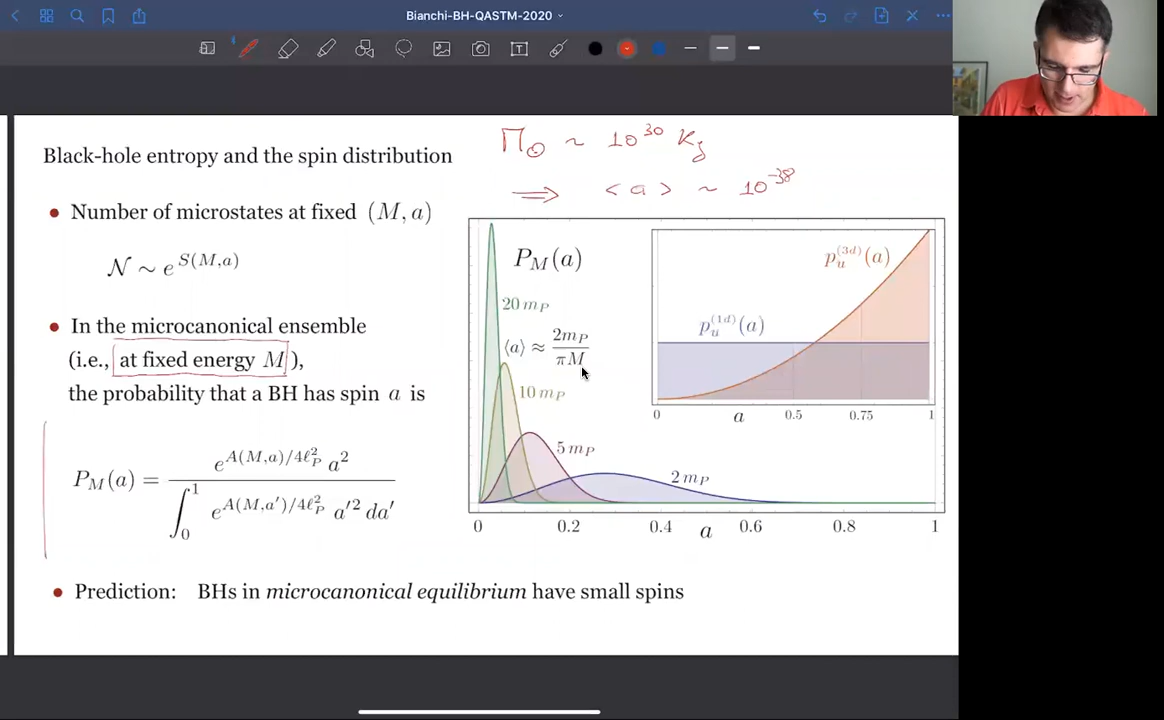 Bianchi-BH-QASTM-2020
Black-hole entropy and the spin distribution
M⊙ ~ 10³⁰ Kg
⟹ <a> ~ 10⁻³⁸
• Number of microstates at fixed (M, a)
𝒩 ~ e^{S(M,a)}
• In the microcanonical ensemble
(i.e., at fixed energy M),
the probability that a BH has spin a is
P_M(a) = \frac{e^{A(M,a)/4ℓ_P^2} a^2}{\int_0^1 e^{A(M,a')/4ℓ_P^2} a'^2 da'}
P_M(a)
20 m_P
⟨a⟩ ≈ \frac{2m_P}{πM}
10 m_P
5 m_P
2 m_P
0 0.2 0.4 0.6 0.8 1
a
p_u^{(3d)}(a)
p_u^{(1d)}(a)
0 0.5 0.75 1
a
• Prediction: BHs in microcanonical equilibrium have small spins